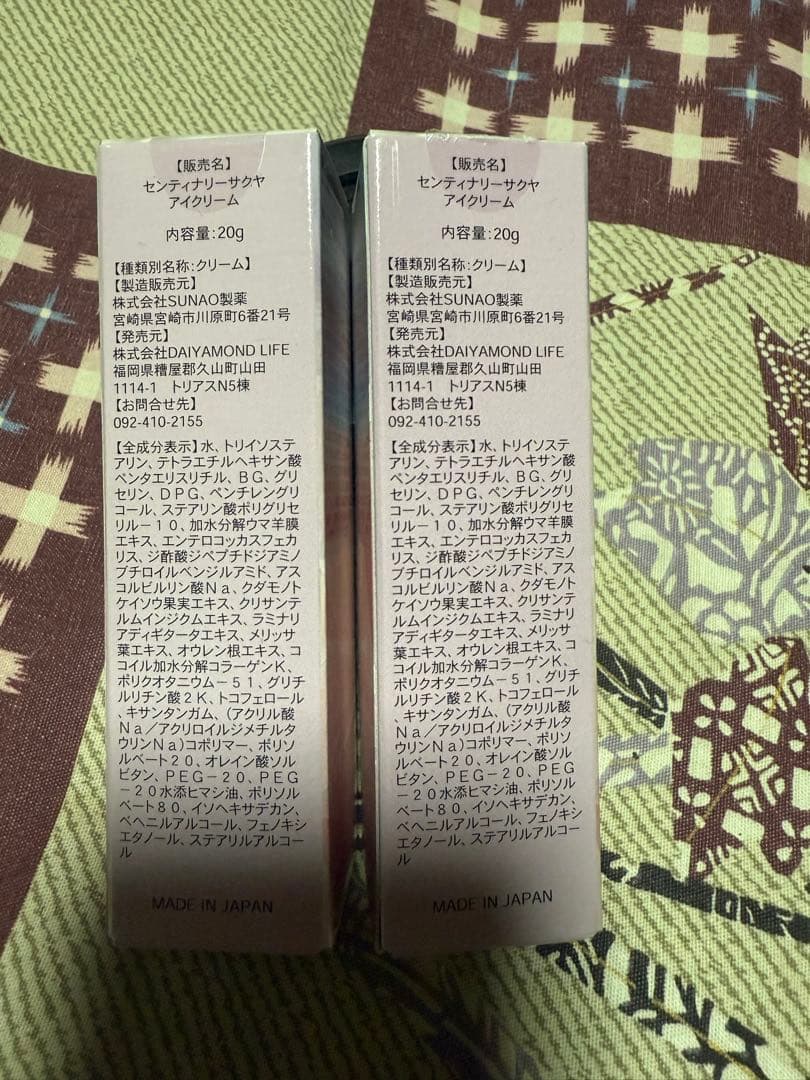 【販売名】
センティナリーサクヤ
アイクリーム
内容量:20g
【種類別名称:クリーム】
【製造販売元】
株式会社SUNAO製薬
宮崎県宮崎市川原町6番21号
【発売元】
株式会社DAIYAMOND LIFE
福岡県糟屋郡久山町山田
1114-1 トリアスN5棟
【お問合せ先】
092-410-2155
【全成分表示】水、トリイソステ
アリン、テトラエチルヘキサン酸
ペンタエリスリチル、BG、グリ
セリン、DPG、ペンチレングリ
コール、ステアリン酸ポリグリセ
リル－10、加水分解ウマ羊膜
エキス、エンテロコッカスフェカ
リス、ジ酢酸ジペプチドジアミノ
ブチロイルベンジルアミド、アス
コルビルリン酸Na、クダモノト
ケイソウ果実エキス、クリサンテ
ルムインジクムエキス、ラミナリ
アディギタータエキス、メリッサ
葉エキス、オウレン根エキス、コ
コイル加水分解コラーゲンK、
ポリクオタニウム－51、グリチ
ルリチン酸2K、トコフェロール
、キサンタンガム、（アクリル酸
Na／アクリロイルジメチルタ
ウリンNa）コポリマー、ポリソ
ルベート20、オレイン酸ソル
ビタン、PEG－20、PEG
－20水添ヒマシ油、ポリソル
ベート80、イソヘキサデカン、
ベヘニルアルコール、フェノキシ
エタノール、ステアリルアルコー
ル
MADE IN JAPAN
【販売名】
センティナリーサクヤ
アイクリーム
内容量:20g
【種類別名称:クリーム】
【製造販売元】
株式会社SUNAO製薬
宮崎県宮崎市川原町6番21号
【発売元】
株式会社DAIYAMOND LIFE
福岡県糟屋郡久山町山田
1114-1 トリアスN5棟
【お問合せ先】
092-410-2155
【全成分表示】水、トリイソステ
アリン、テトラエチルヘキサン酸
ペンタエリスリチル、BG、グリ
セリン、DPG、ペンチレングリ
コール、ステアリン酸ポリグリセ
リル－10、加水分解ウマ羊膜
エキス、エンテロコッカスフェカ
リス、ジ酢酸ジペプチドジアミノ
ブチロイルベンジルアミド、アス
コルビルリン酸Na、クダモノト
ケイソウ果実エキス、クリサンテ
ルムインジクムエキス、ラミナリ
アディギタータエキス、メリッサ
葉エキス、オウレン根エキス、コ
コイル加水分解コラーゲンK、
ポリクオタニウム－51、グリチ
ルリチン酸2K、トコフェロール
、キサンタンガム、（アクリル酸
Na／アクリロイルジメチルタ
ウリンNa）コポリマー、ポリソ
ルベート20、オレイン酸ソル
ビタン、PEG－20、PEG
－20水添ヒマシ油、ポリソル
ベート80、イソヘキサデカン、
ベヘニルアルコール、フェノキシ
エタノール、ステアリルアルコー
ル
MADE IN JAPAN